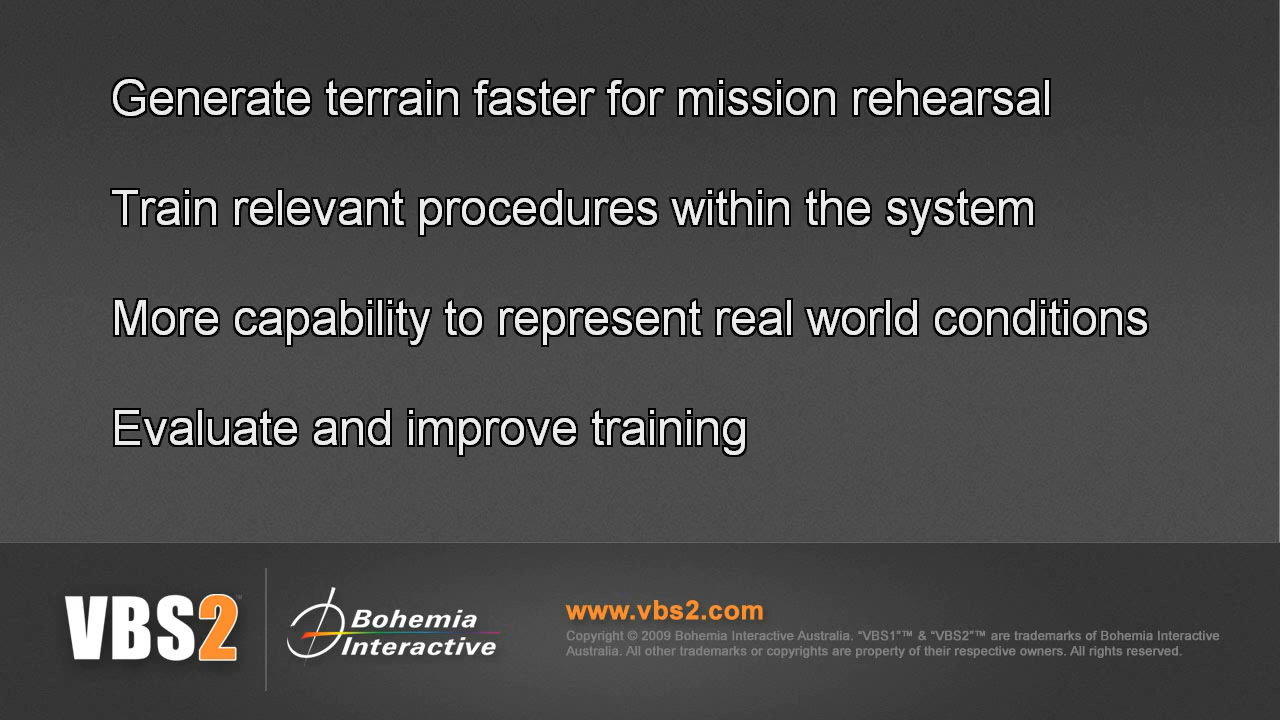 Generate terrain faster for mission rehearsal
Train relevant procedures within the system
More capability to represent real world conditions
Evaluate and improve training
VBS2™
Bohemia
Interactive
www.vbs2.com
Copyright © 2009 Bohemia Interactive Australia. "VBS1"™ & "VBS2"™ are trademarks of Bohemia Interactive
Australia. All other trademarks or copyrights are property of their respective owners. All rights reserved.